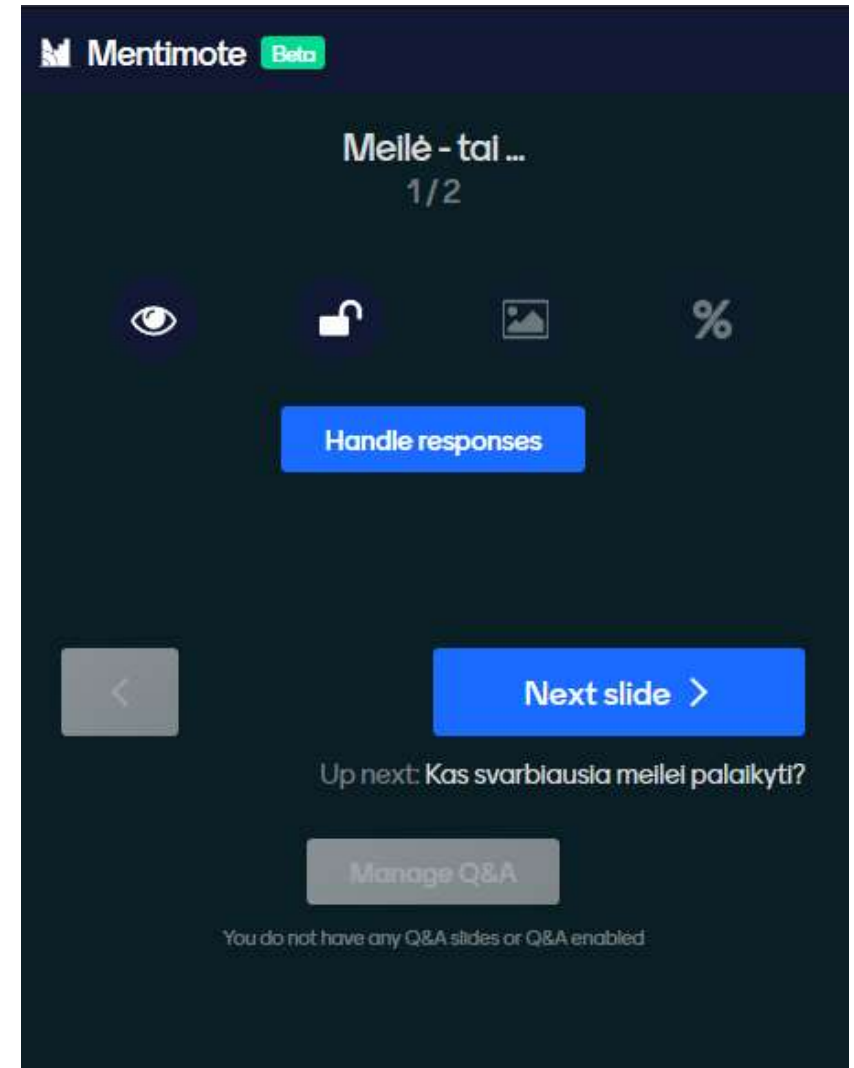 Mentimote Beta
Meilė - tai ...
1/2
%
Handle responses
Next slide
Up next: Kas svarbiausia meilei palaikyti?
Manage Q&A
You do not have any Q&A slides or Q&A enabled